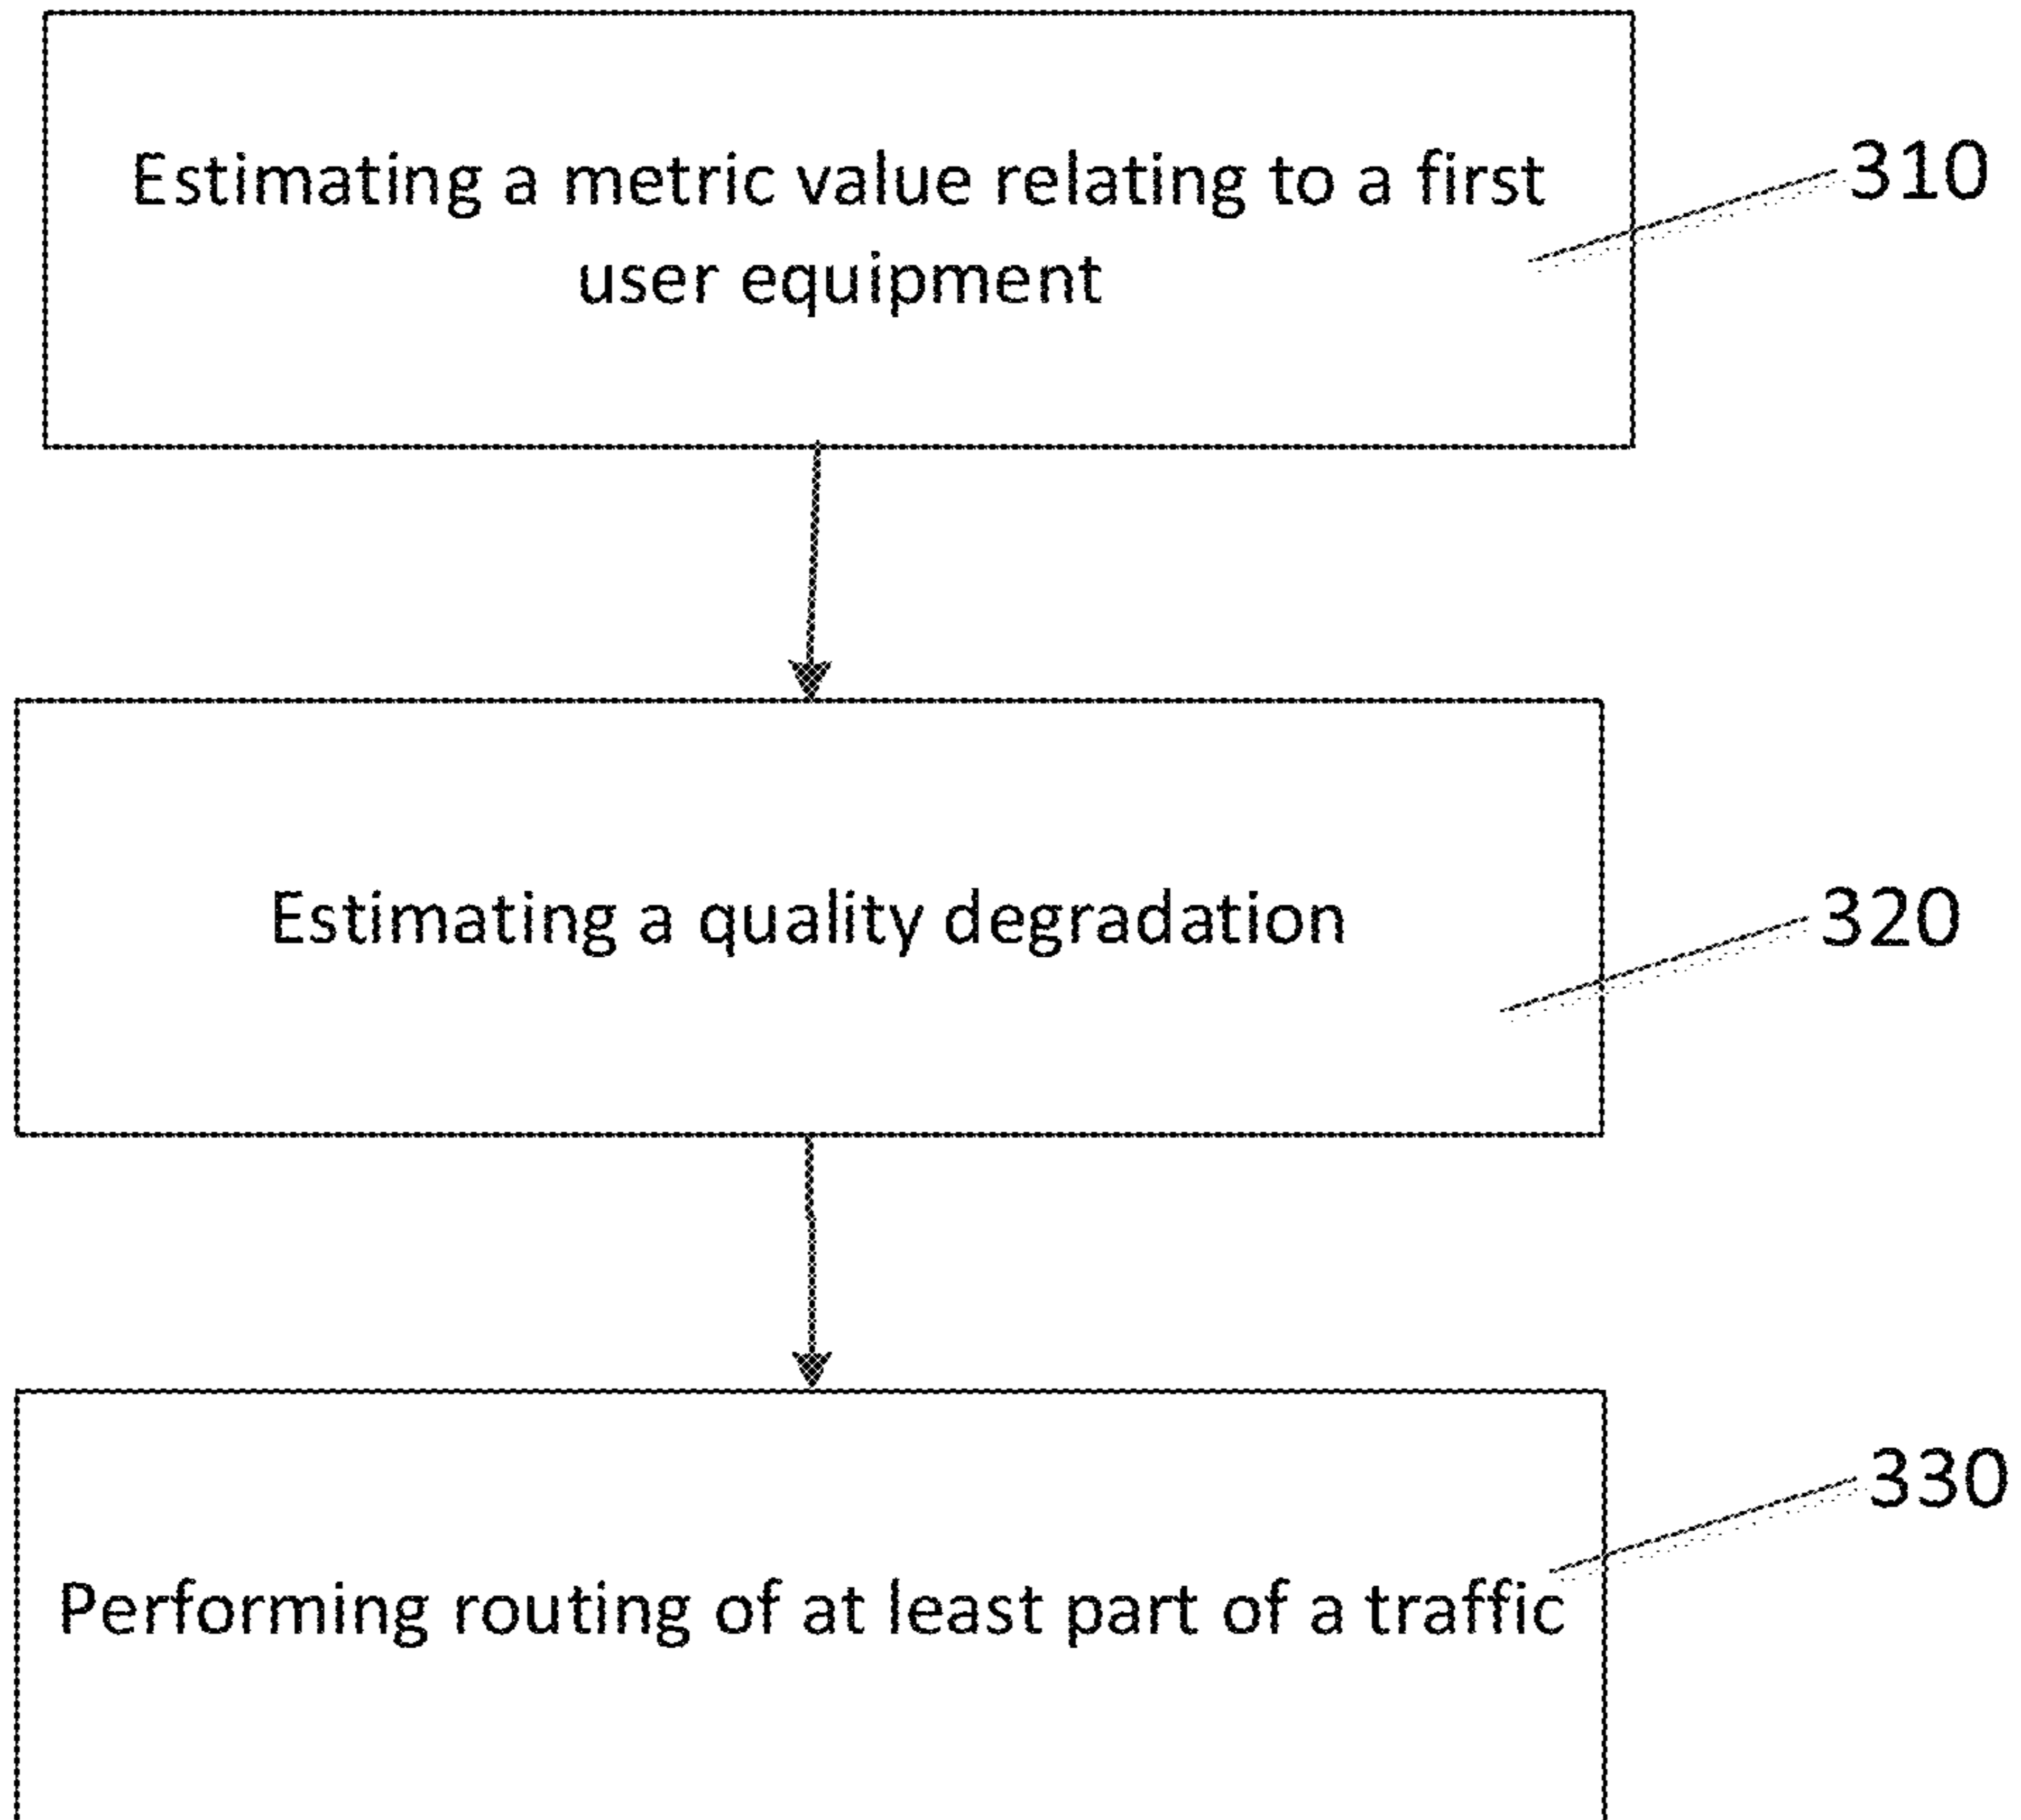 Estimating a metric value relating to a first
user equipment
310
Estimating a quality degradation
320
330
Performing routing of at least part of a traffic